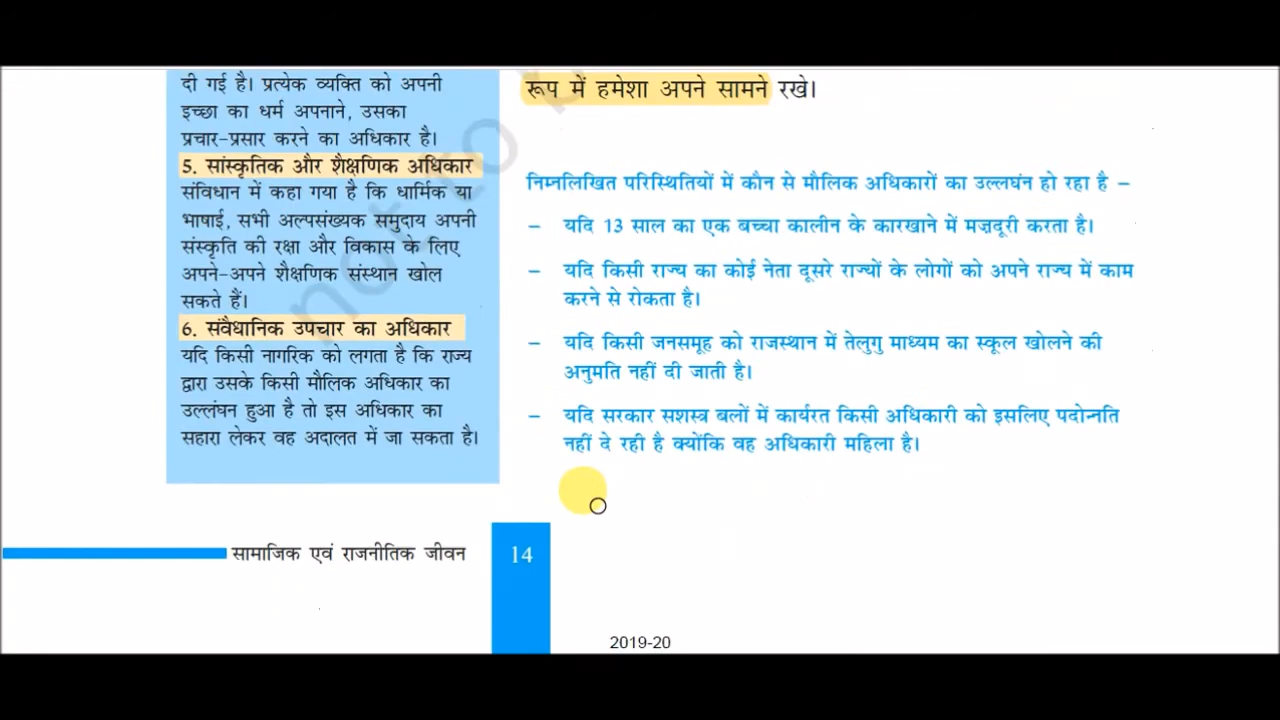 दी गई है। प्रत्येक व्यक्ति को अपनी
इच्छा का धर्म अपनाने, उसका
प्रचार-प्रसार करने का अधिकार है।
5. सांस्कृतिक और शैक्षणिक अधिकार
संविधान में कहा गया है कि धार्मिक या
भाषाई, सभी अल्पसंख्यक समुदाय अपनी
संस्कृति की रक्षा और विकास के लिए
अपने-अपने शैक्षणिक संस्थान खोल
सकते हैं।
6. संवैधानिक उपचार का अधिकार
यदि किसी नागरिक को लगता है कि राज्य
द्वारा उसके किसी मौलिक अधिकार का
उल्लंघन हुआ है तो इस अधिकार का
सहारा लेकर वह अदालत में जा सकता है।
रूप में हमेशा अपने सामने रखे।
निम्नलिखित परिस्थितियों में कौन से मौलिक अधिकारों का उल्लघंन हो रहा है –
– यदि 13 साल का एक बच्चा कालीन के कारखाने में मज़दूरी करता है।
– यदि किसी राज्य का कोई नेता दूसरे राज्यों के लोगों को अपने राज्य में काम
करने से रोकता है।
– यदि किसी जनसमूह को राजस्थान में तेलुगु माध्यम का स्कूल खोलने की
अनुमति नहीं दी जाती है।
– यदि सरकार सशस्त्र बलों में कार्यरत किसी अधिकारी को इसलिए पदोन्नति
नहीं दे रही है क्योंकि वह अधिकारी महिला है।
सामाजिक एवं राजनीतिक जीवन
14
2019-20
not to